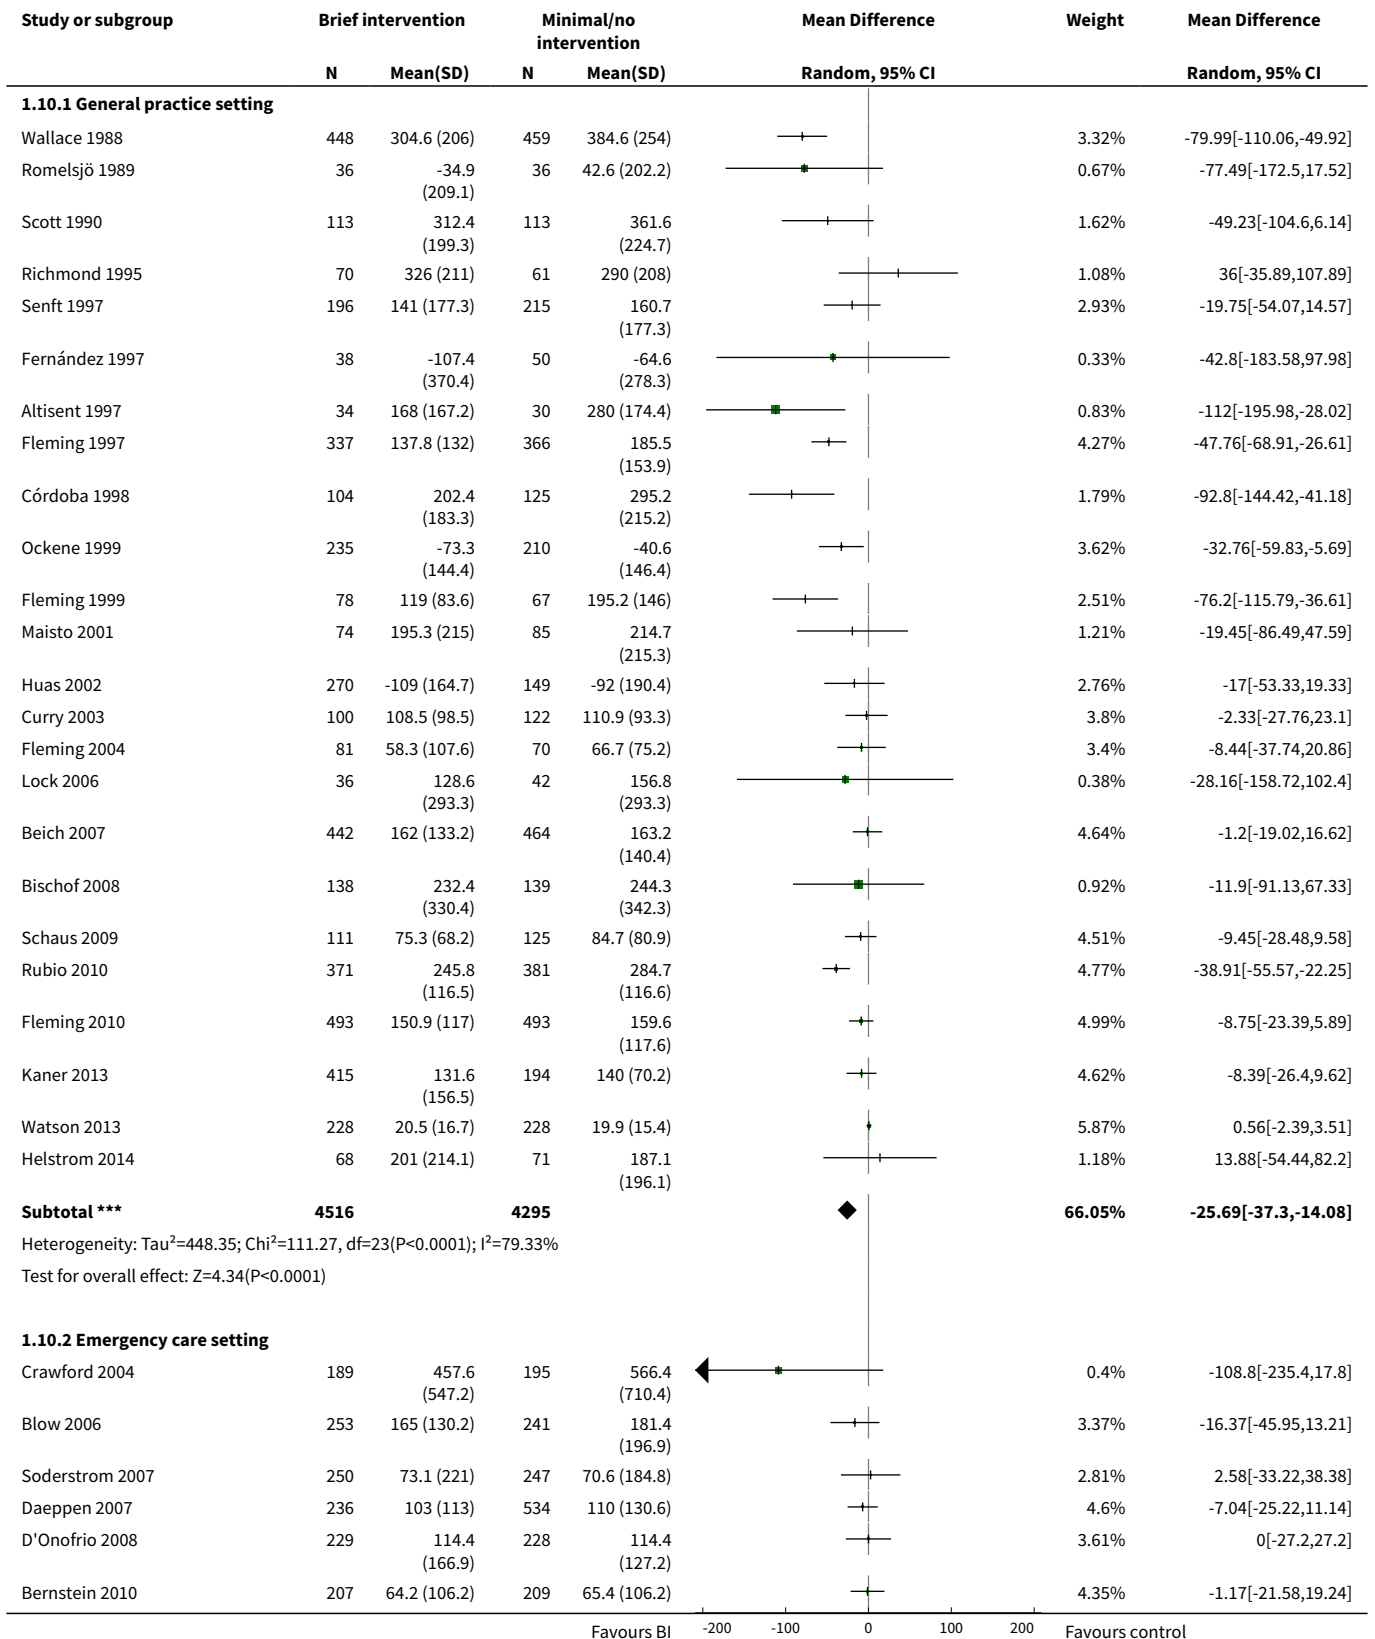 Study or subgroup Brief intervention Minimal/no intervention Mean Difference Weight Mean Difference
N Mean(SD) N Mean(SD) Random, 95% CI Random, 95% CI
1.10.1 General practice setting
Wallace 1988 448 304.6 (206) 459 384.6 (254) 3.32% -79.99[-110.06,-49.92]
Romelsjö 1989 36 -34.9 (209.1) 36 42.6 (202.2) 0.67% -77.49[-172.5,17.52]
Scott 1990 113 312.4 (199.3) 113 361.6 (224.7) 1.62% -49.23[-104.6,6.14]
Richmond 1995 70 326 (211) 61 290 (208) 1.08% 36[-35.89,107.89]
Senft 1997 196 141 (177.3) 215 160.7 (177.3) 2.93% -19.75[-54.07,14.57]
Fernández 1997 38 -107.4 (370.4) 50 -64.6 (278.3) 0.33% -42.8[-183.58,97.98]
Altisent 1997 34 168 (167.2) 30 280 (174.4) 0.83% -112[-195.98,-28.02]
Fleming 1997 337 137.8 (132) 366 185.5 (153.9) 4.27% -47.76[-68.91,-26.61]
Córdoba 1998 104 202.4 (183.3) 125 295.2 (215.2) 1.79% -92.8[-144.42,-41.18]
Ockene 1999 235 -73.3 (144.4) 210 -40.6 (146.4) 3.62% -32.76[-59.83,-5.69]
Fleming 1999 78 119 (83.6) 67 195.2 (146) 2.51% -76.2[-115.79,-36.61]
Maisto 2001 74 195.3 (215) 85 214.7 (215.3) 1.21% -19.45[-86.49,47.59]
Huas 2002 270 -109 (164.7) 149 -92 (190.4) 2.76% -17[-53.33,19.33]
Curry 2003 100 108.5 (98.5) 122 110.9 (93.3) 3.8% -2.33[-27.76,23.1]
Fleming 2004 81 58.3 (107.6) 70 66.7 (75.2) 3.4% -8.44[-37.74,20.86]
Lock 2006 36 128.6 (293.3) 42 156.8 (293.3) 0.38% -28.16[-158.72,102.4]
Beich 2007 442 162 (133.2) 464 163.2 (140.4) 4.64% -1.2[-19.02,16.62]
Bischof 2008 138 232.4 (330.4) 139 244.3 (342.3) 0.92% -11.9[-91.13,67.33]
Schaus 2009 111 75.3 (68.2) 125 84.7 (80.9) 4.51% -9.45[-28.48,9.58]
Rubio 2010 371 245.8 (116.5) 381 284.7 (116.6) 4.77% -38.91[-55.57,-22.25]
Fleming 2010 493 150.9 (117) 493 159.6 (117.6) 4.99% -8.75[-23.39,5.89]
Kaner 2013 415 131.6 (156.5) 194 140 (70.2) 4.62% -8.39[-26.4,9.62]
Watson 2013 228 20.5 (16.7) 228 19.9 (15.4) 5.87% 0.56[-2.39,3.51]
Helstrom 2014 68 201 (214.1) 71 187.1 (196.1) 1.18% 13.88[-54.44,82.2]
Subtotal *** 4516 4295 66.05% -25.69[-37.3,-14.08]
Heterogeneity: Tau²=448.35; Chi²=111.27, df=23(P<0.0001); I²=79.33%
Test for overall effect: Z=4.34(P<0.0001)
1.10.2 Emergency care setting
Crawford 2004 189 457.6 (547.2) 195 566.4 (710.4) 0.4% -108.8[-235.4,17.8]
Blow 2006 253 165 (130.2) 241 181.4 (196.9) 3.37% -16.37[-45.95,13.21]
Soderstrom 2007 250 73.1 (221) 247 70.6 (184.8) 2.81% 2.58[-33.22,38.38]
Daeppen 2007 236 103 (113) 534 110 (130.6) 4.6% -7.04[-25.22,11.14]
D'Onofrio 2008 229 114.4 (166.9) 228 114.4 (127.2) 3.61% 0[-27.2,27.2]
Bernstein 2010 207 64.2 (106.2) 209 65.4 (106.2) 4.35% -1.17[-21.58,19.24]
Favours BI -200 -100 0 100 200 Favours control